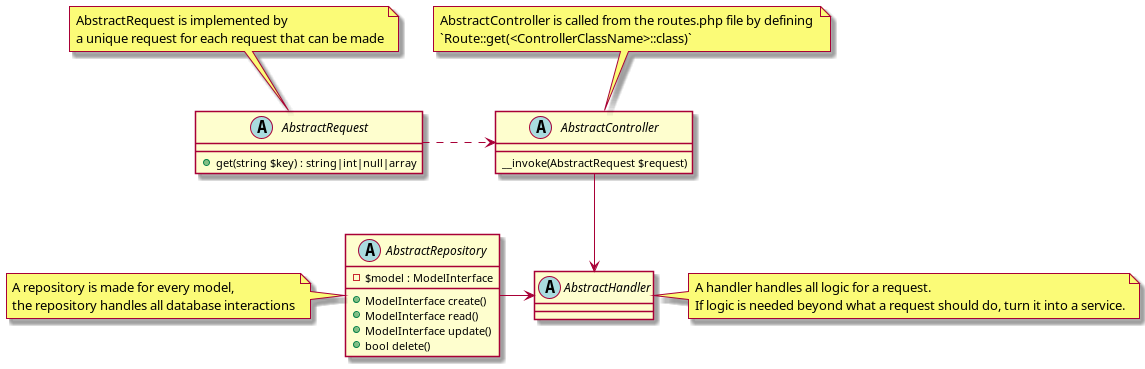 AbstractRequest is implemented by
a unique request for each request that can be made
AbstractController is called from the routes.php file by defining
`Route::get(<ControllerClassName>::class)`
A AbstractRequest
get(string $key) : string|int|null|array
A AbstractController
__invoke(AbstractRequest $request)
A repository is made for every model,
the repository handles all database interactions
A AbstractRepository
$model : ModelInterface
ModelInterface create()
ModelInterface read()
ModelInterface update()
bool delete()
A AbstractHandler
A handler handles all logic for a request.
If logic is needed beyond what a request should do, turn it into a service.